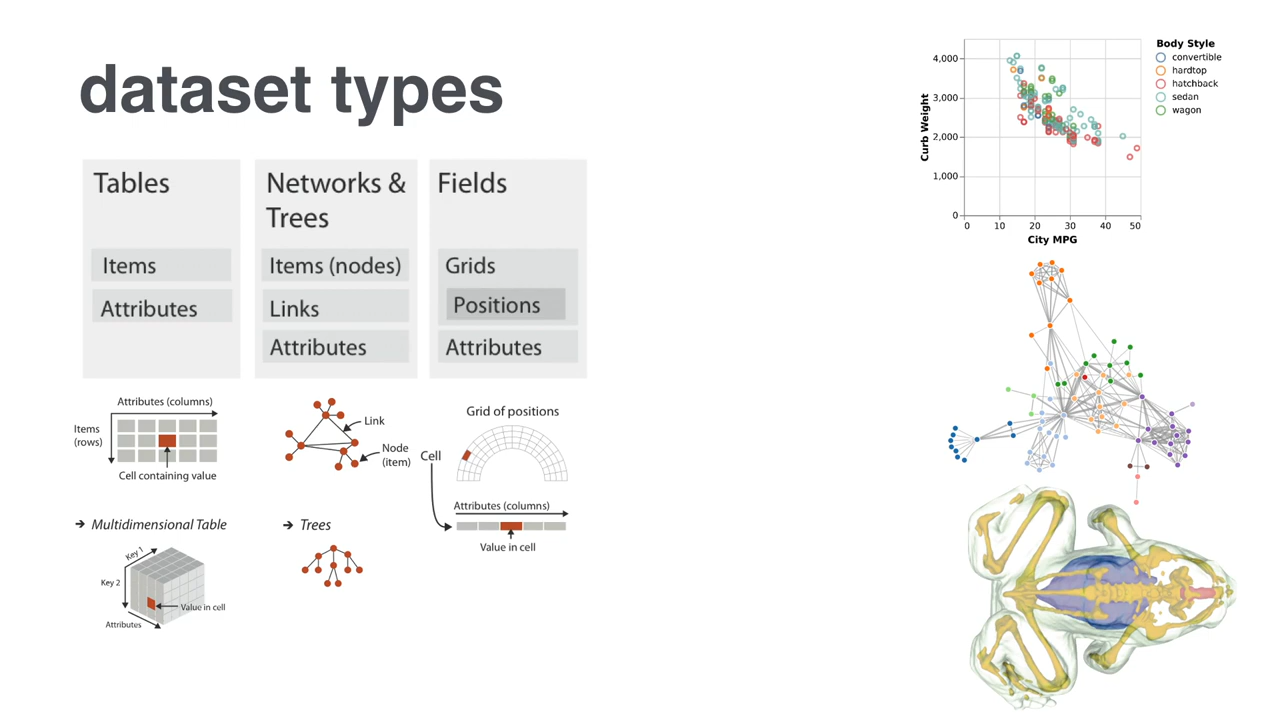 dataset types
Tables
Items
Attributes
Networks &
Trees
Items (nodes)
Links
Attributes
Fields
Grids
Positions
Attributes
Attributes (columns)
Items
(rows)
Cell containing value
➔ Multidimensional Table
Key 1
Key 2
Value in cell
Attributes
Link
Node
(item)
➔ Trees
Grid of positions
Cell
Attributes (columns)
Value in cell
Body Style
convertible
hardtop
hatchback
sedan
wagon
Curb Weight
4,000
3,000
2,000
1,000
0
0 10 20 30 40 50
City MPG